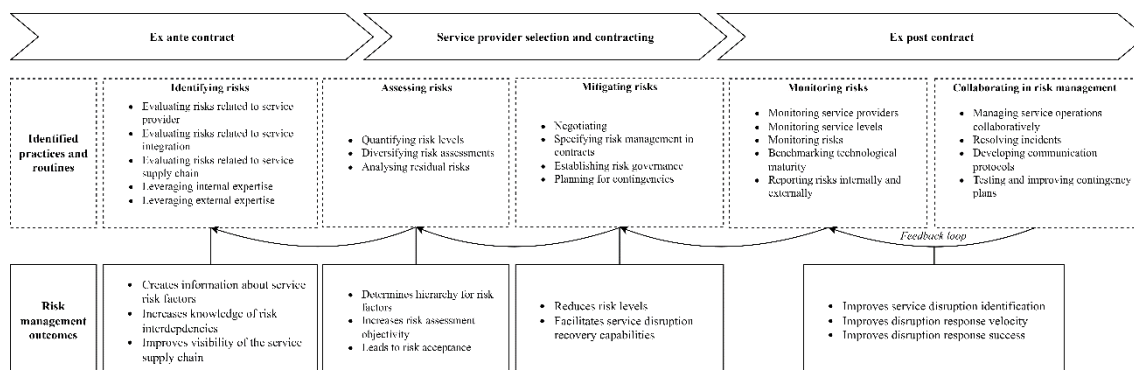 Ex ante contract
Service provider selection and contracting
Ex post contract
Identified
practices and
routines
Identifying risks
• Evaluating risks related to service
provider
• Evaluating risks related to service
integration
• Evaluating risks related to service
supply chain
• Leveraging internal expertise
• Leveraging external expertise
Assessing risks
• Quantifying risk levels
• Diversifying risk assessments
• Analysing residual risks
Mitigating risks
• Negotiating
• Specifying risk management in
contracts
• Establishing risk governance
• Planning for contingencies
Monitoring risks
• Monitoring service providers
• Monitoring service levels
• Monitoring risks
• Benchmarking technological
maturity
• Reporting risks internally and
externally
Collaborating in risk management
• Managing service operations
collaboratively
• Resolving incidents
• Developing communication
protocols
• Testing and improving contingency
plans
Feedback loop
Risk
management
outcomes
• Creates information about service
risk factors
• Increases knowledge of risk
interdepdencies
• Improves visibility of the service
supply chain
• Determines hierarchy for risk
factors
• Increases risk assessment
objectivity
• Leads to risk acceptance
• Reduces risk levels
• Facilitates service disruption
recovery capabilities
• Improves service disruption identification
• Improves disruption response velocity
• Improves disruption response success